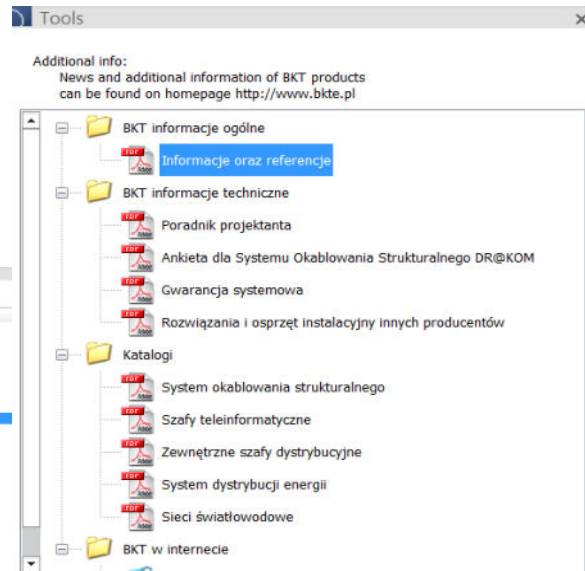 Tools
Additional info:
News and additional information of BKT products
can be found on homepage http://www.bkte.pl
BKT informacje ogólne
Informacje oraz referencje
BKT informacje techniczne
Poradnik projektanta
Ankieta dla Systemu Okablowania Strukturalnego DR@KOM
Gwarancja systemowa
Rozwiązania i osprzęt instalacyjny innych producentów
Katalogi
System okablowania strukturalnego
Szafy teleinformatyczne
Zewnętrzne szafy dystrybucyjne
System dystrybucji energii
Sieci światłowodowe
BKT w internecie